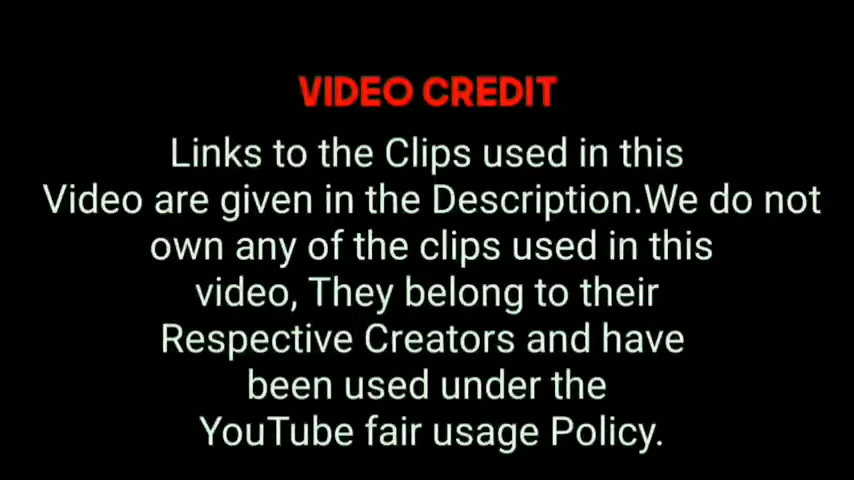 VIDEO CREDIT
Links to the Clips used in this
Video are given in the Description.We do not
own any of the clips used in this
video, They belong to their
Respective Creators and have
been used under the
YouTube fair usage Policy.